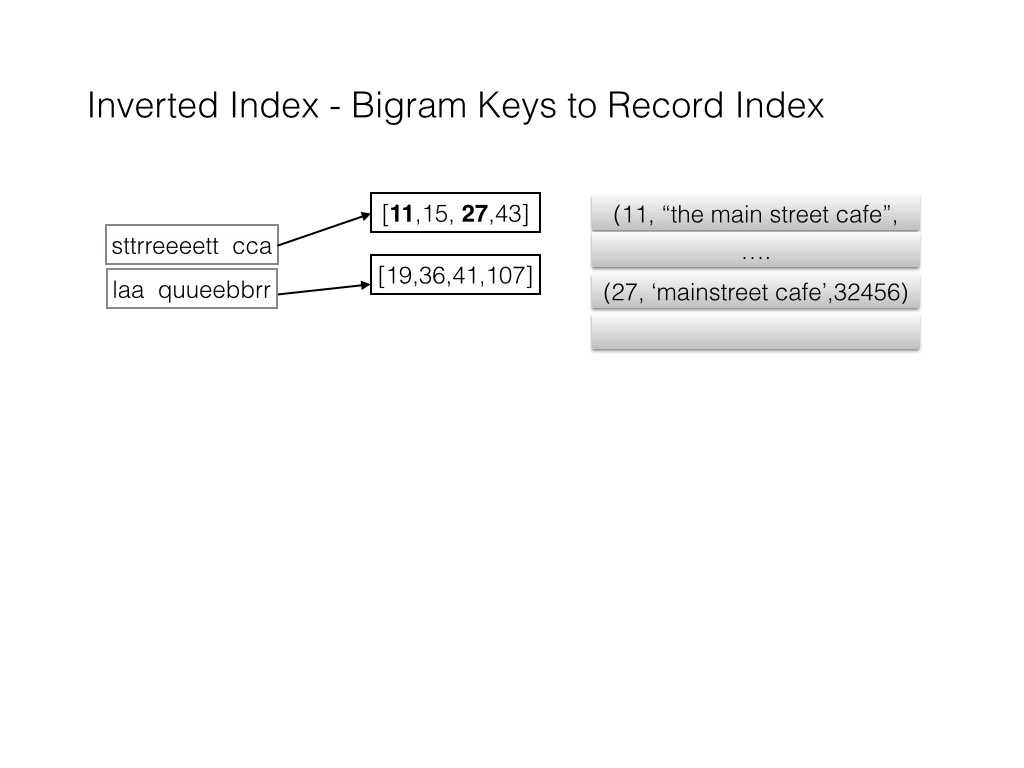 Inverted Index - Bigram Keys to Record Index
sttrreeeett  cca
laa  quueebbrr
[11,15, 27,43]
[19,36,41,107]
(11, “the main street cafe”,
....
(27, ‘mainstreet cafe’,32456)